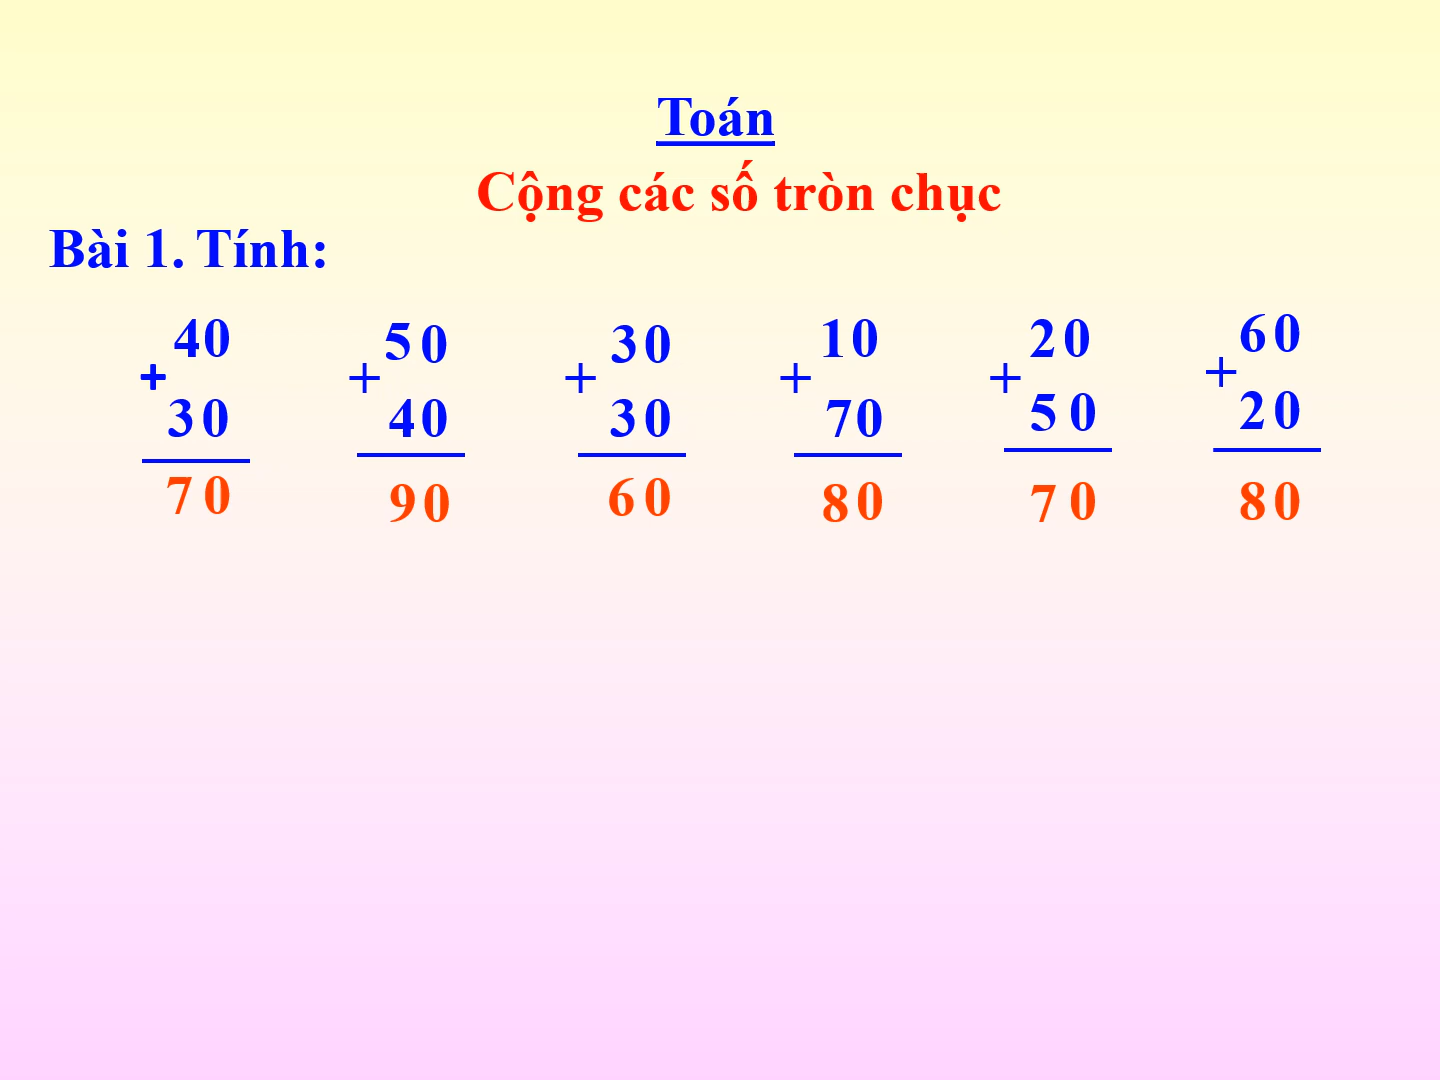 Toán
Cộng các số tròn chục
Bài 1. Tính:
40 50 30 10 20 60
+ + + + + +
30 40 30 70 50 20
70 90 60 80 70 80